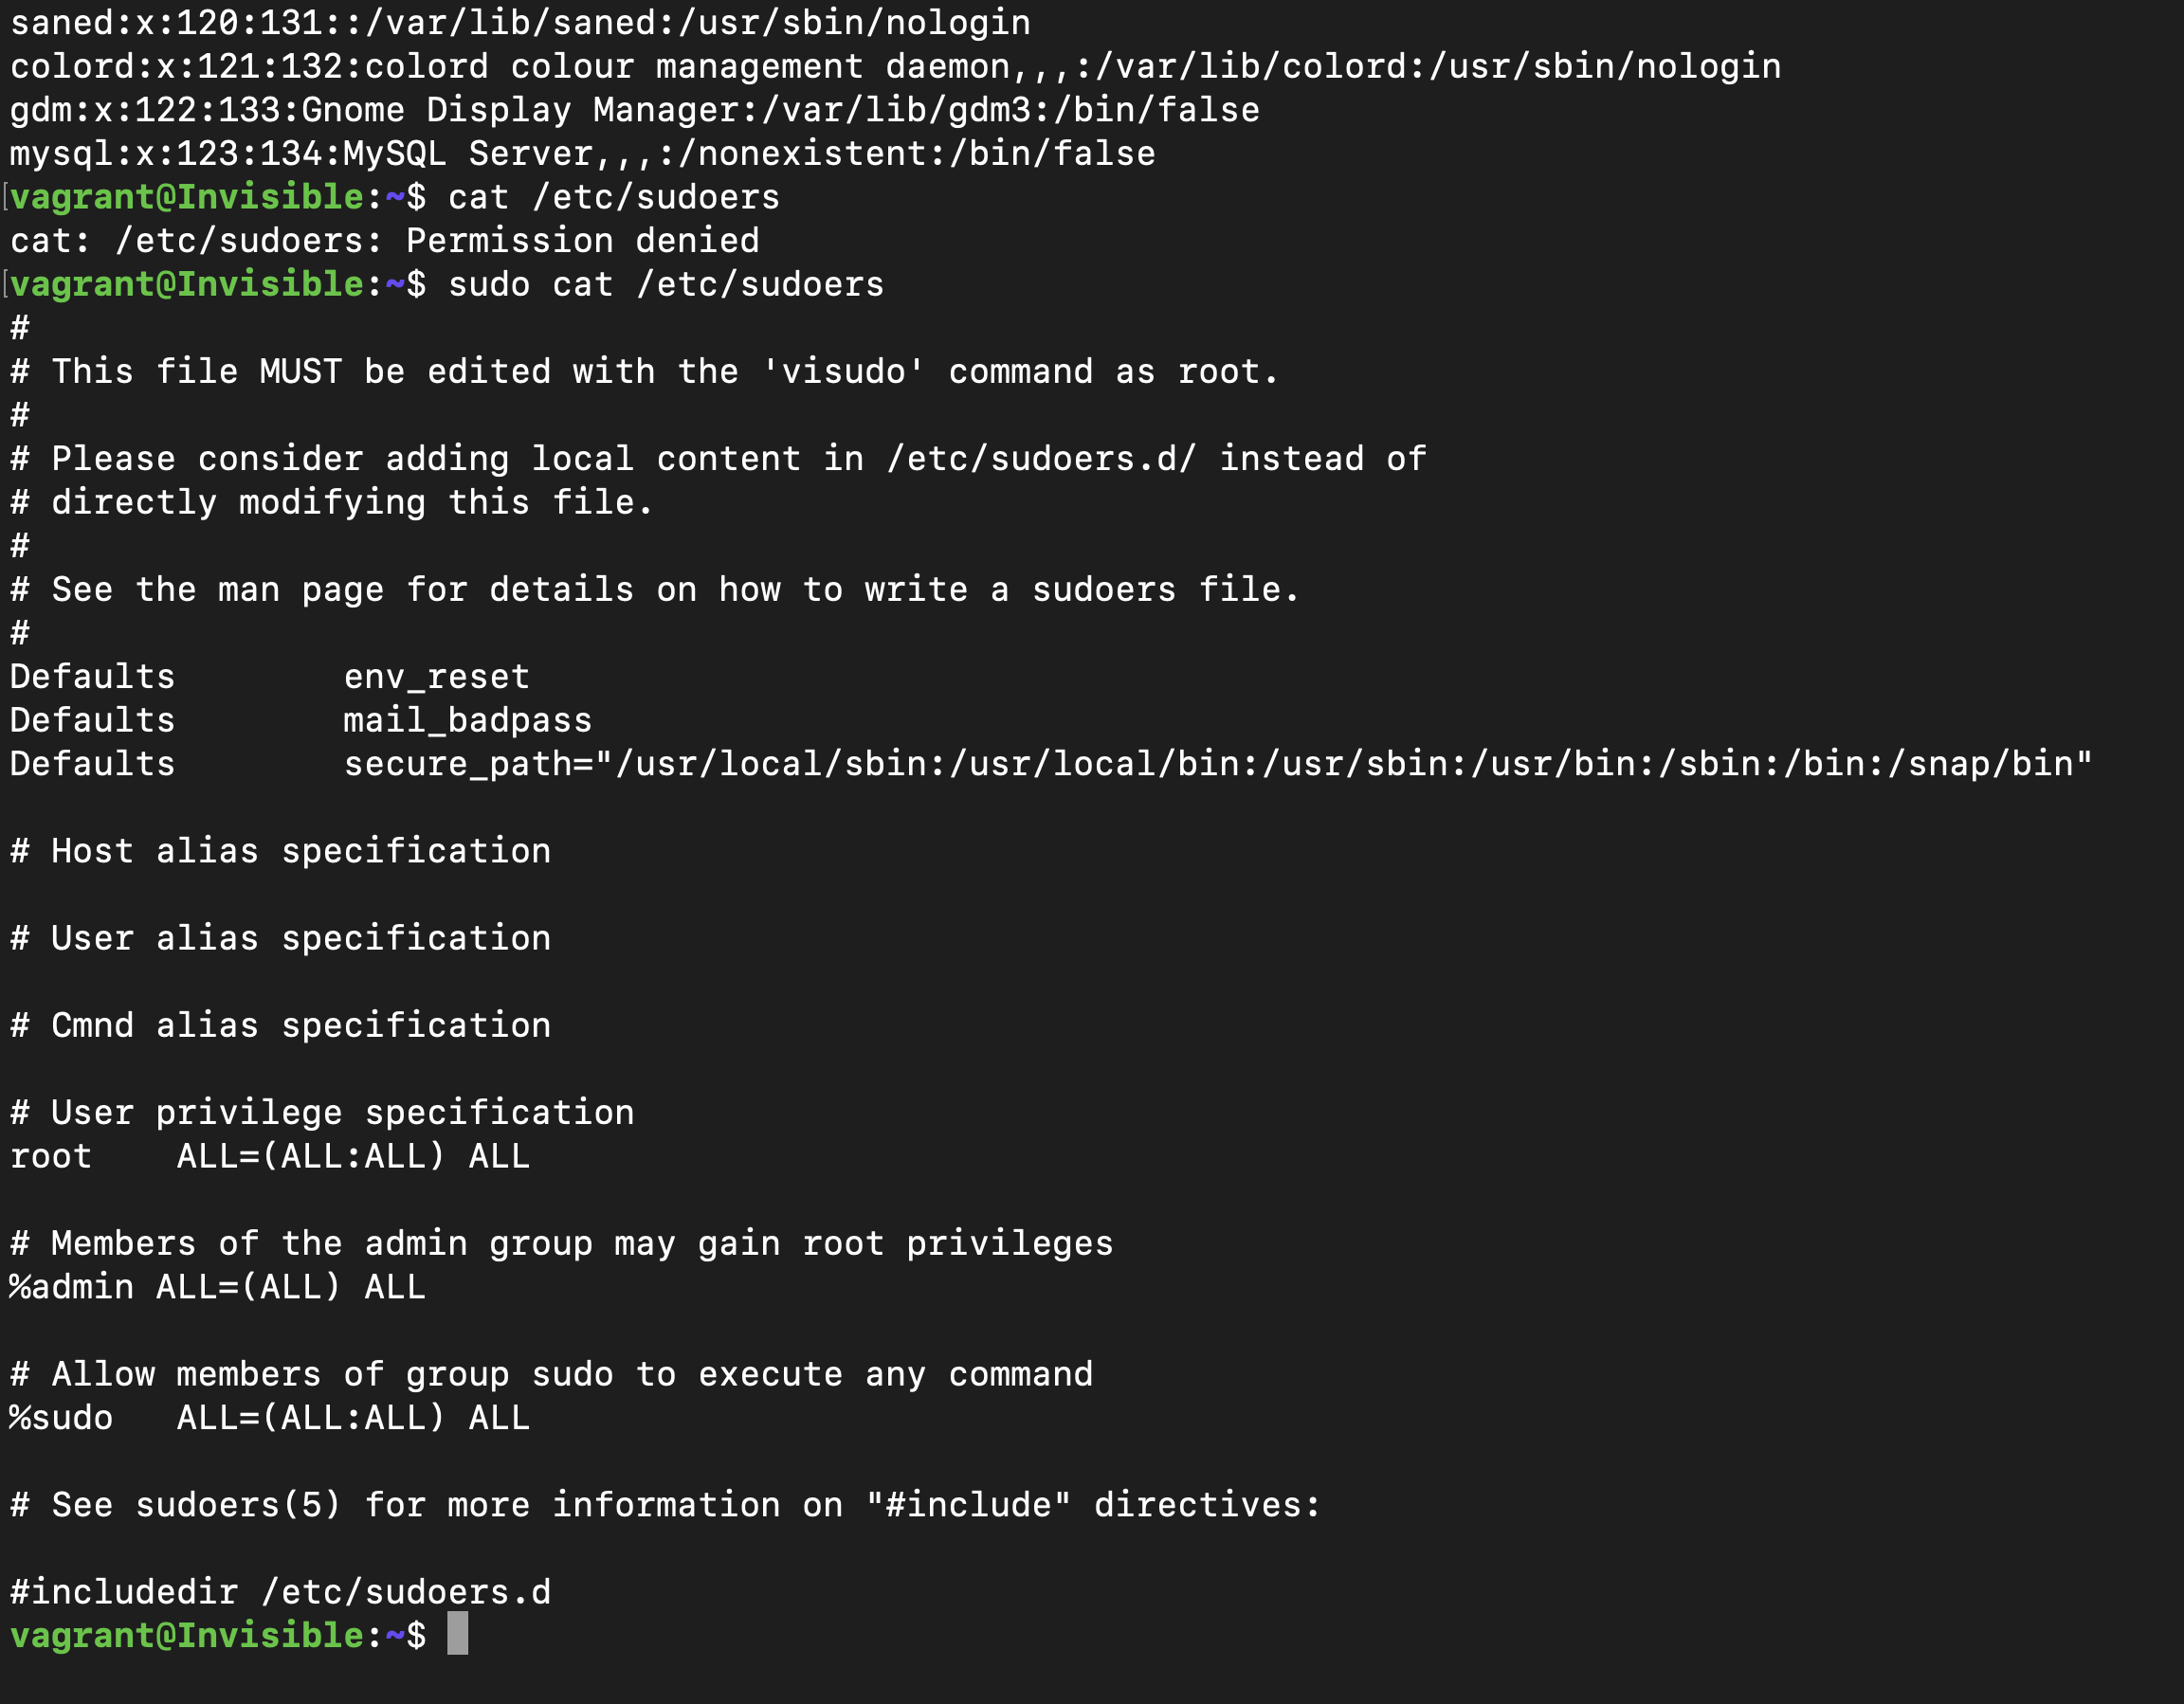 saned:x:120:131::/var/lib/saned:/usr/sbin/nologin
colord:x:121:132:colord colour management daemon,,,:/var/lib/colord:/usr/sbin/nologin
gdm:x:122:133:Gnome Display Manager:/var/lib/gdm3:/bin/false
mysql:x:123:134:MySQL Server,,,:/nonexistent:/bin/false
[vagrant@Invisible:~$ cat /etc/sudoers
cat: /etc/sudoers: Permission denied
[vagrant@Invisible:~$ sudo cat /etc/sudoers
#
# This file MUST be edited with the 'visudo' command as root.
#
# Please consider adding local content in /etc/sudoers.d/ instead of
# directly modifying this file.
#
# See the man page for details on how to write a sudoers file.
#
Defaults        env_reset
Defaults        mail_badpass
Defaults        secure_path="/usr/local/sbin:/usr/local/bin:/usr/sbin:/usr/bin:/sbin:/bin:/snap/bin"

# Host alias specification

# User alias specification

# Cmnd alias specification

# User privilege specification
root    ALL=(ALL:ALL) ALL

# Members of the admin group may gain root privileges
%admin ALL=(ALL) ALL

# Allow members of group sudo to execute any command
%sudo   ALL=(ALL:ALL) ALL

# See sudoers(5) for more information on "#include" directives:

#includedir /etc/sudoers.d
vagrant@Invisible:~$